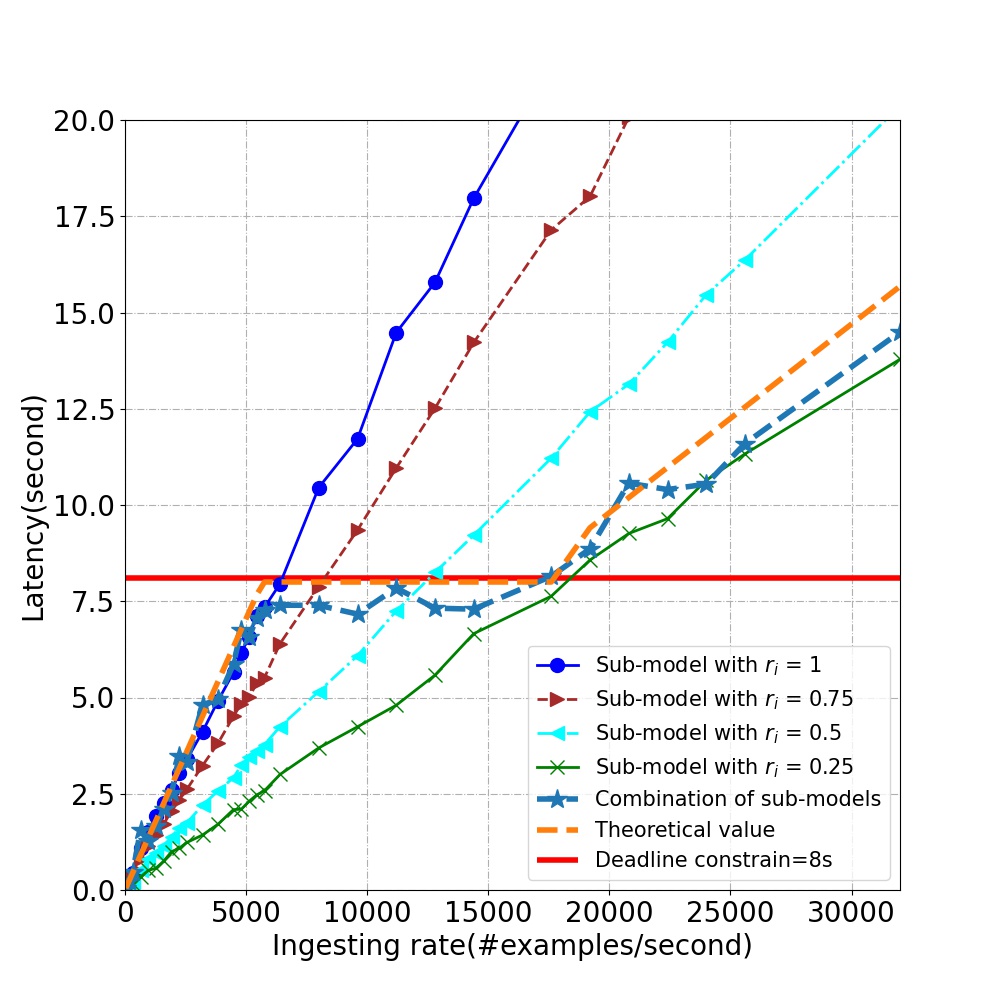 20.0
17.5
15.0
12.5
10.0
7.5
5.0
2.5
0.0
Latency(second)
Sub-model with r_i = 1
Sub-model with r_i = 0.75
Sub-model with r_i = 0.5
Sub-model with r_i = 0.25
Combination of sub-models
Theoretical value
Deadline constrain=8s
0 5000 10000 15000 20000 25000 30000
Ingesting rate(#examples/second)